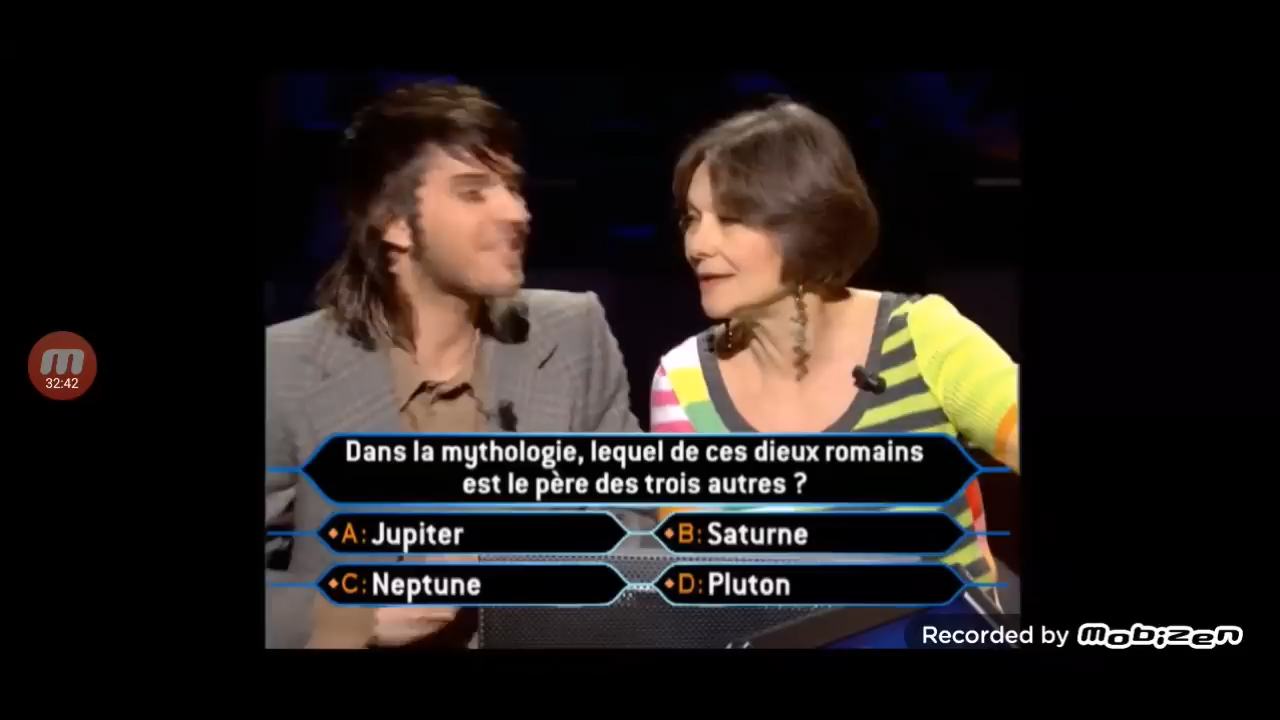 32:42
Dans la mythologie, lequel de ces dieux romains
est le père des trois autres ?
A: Jupiter
B: Saturne
C: Neptune
D: Pluton
Recorded by mobizen